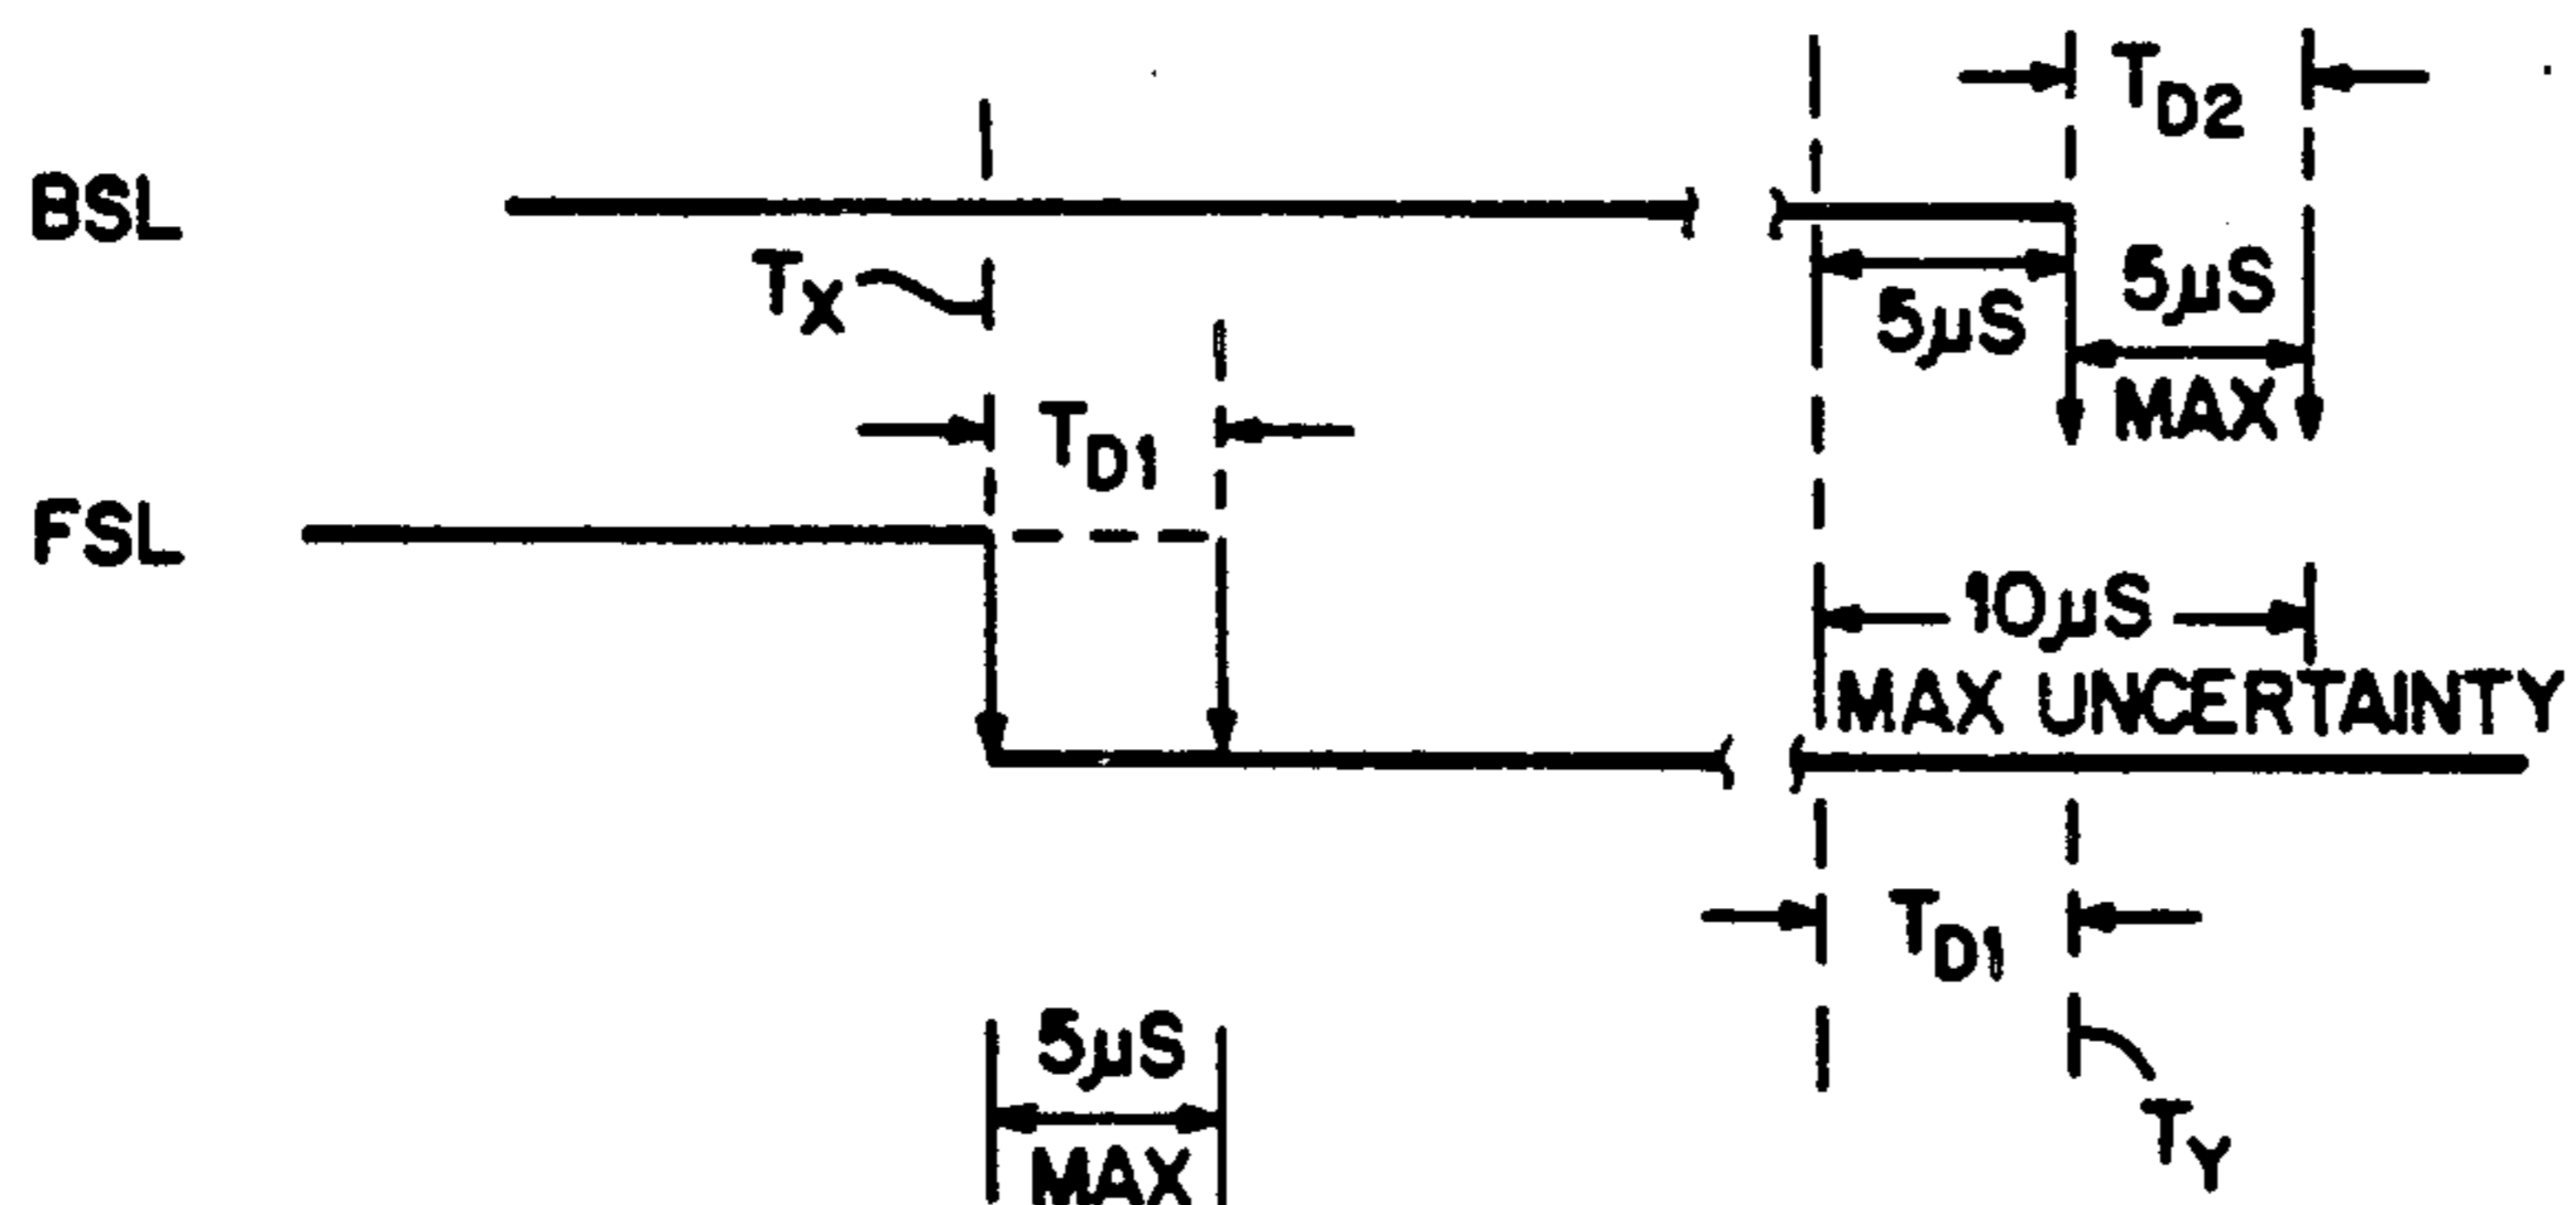 T_D2
BSL
T_X
5µS
5µS
MAX
T_D1
FSL
10µS
MAX UNCERTAINTY
T_D1
5µS
MAX
T_Y